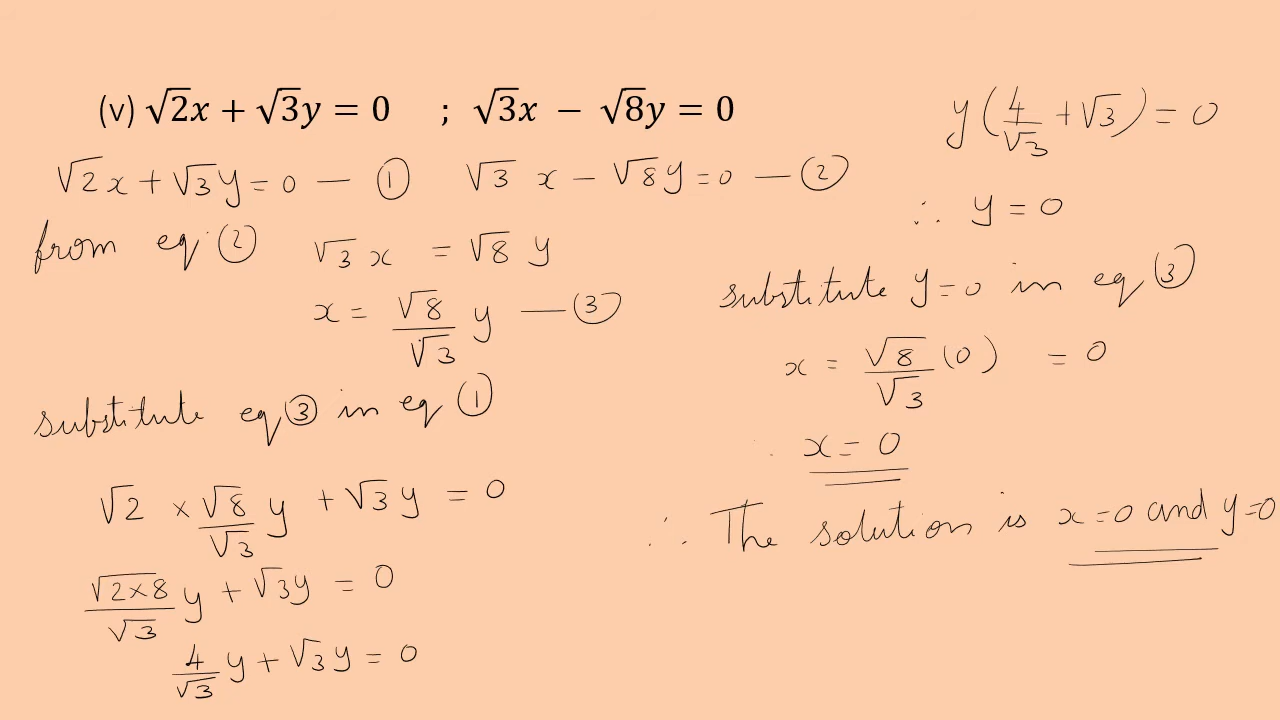 (v) √2x + √3y = 0 ; √3x − √8y = 0
√2 x + √3 y = 0 — ①   √3 x − √8 y = 0 — ②
from eq ②   √3 x = √8 y
x = √8/√3 y — ③
substitute eq ③ in eq ①
√2 × √8/√3 y + √3 y = 0
√2×8/√3 y + √3y = 0
4/√3 y + √3 y = 0
y (4/√3 + √3) = 0
∴ y = 0
substitute y=0 in eq ③
x = √8/√3 (0) = 0
∴ x = 0
∴ The solution is x=0 and y=0